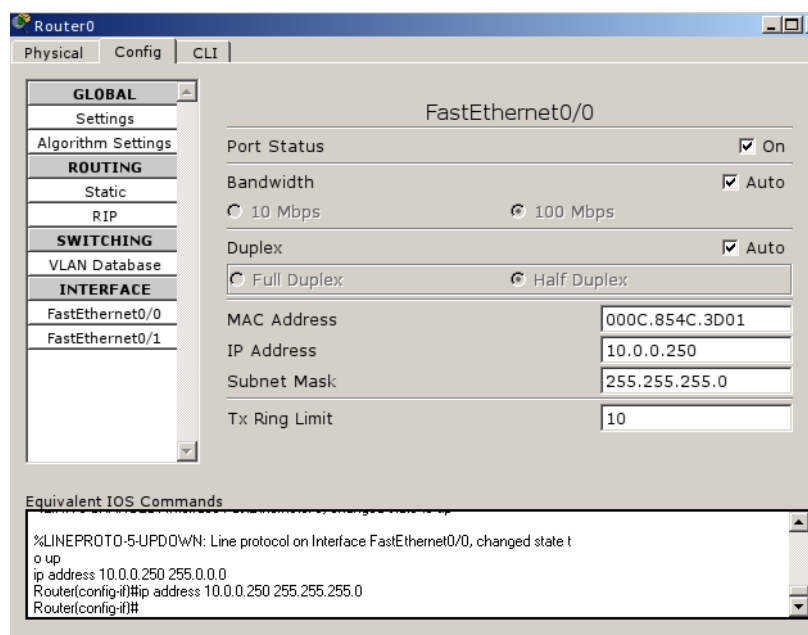 Router0
Physical Config CLI
GLOBAL
Settings
Algorithm Settings
ROUTING
Static
RIP
SWITCHING
VLAN Database
INTERFACE
FastEthernet0/0
FastEthernet0/1
FastEthernet0/0
Port Status On
Bandwidth Auto
10 Mbps 100 Mbps
Duplex Auto
Full Duplex Half Duplex
MAC Address 000C.854C.3D01
IP Address 10.0.0.250
Subnet Mask 255.255.255.0
Tx Ring Limit 10
Equivalent IOS Commands
%LINEPROTO-5-UPDOWN: Line protocol on Interface FastEthernet0/0, changed state t
o up
ip address 10.0.0.250 255.0.0.0
Router(config-if)#ip address 10.0.0.250 255.255.255.0
Router(config-if)#